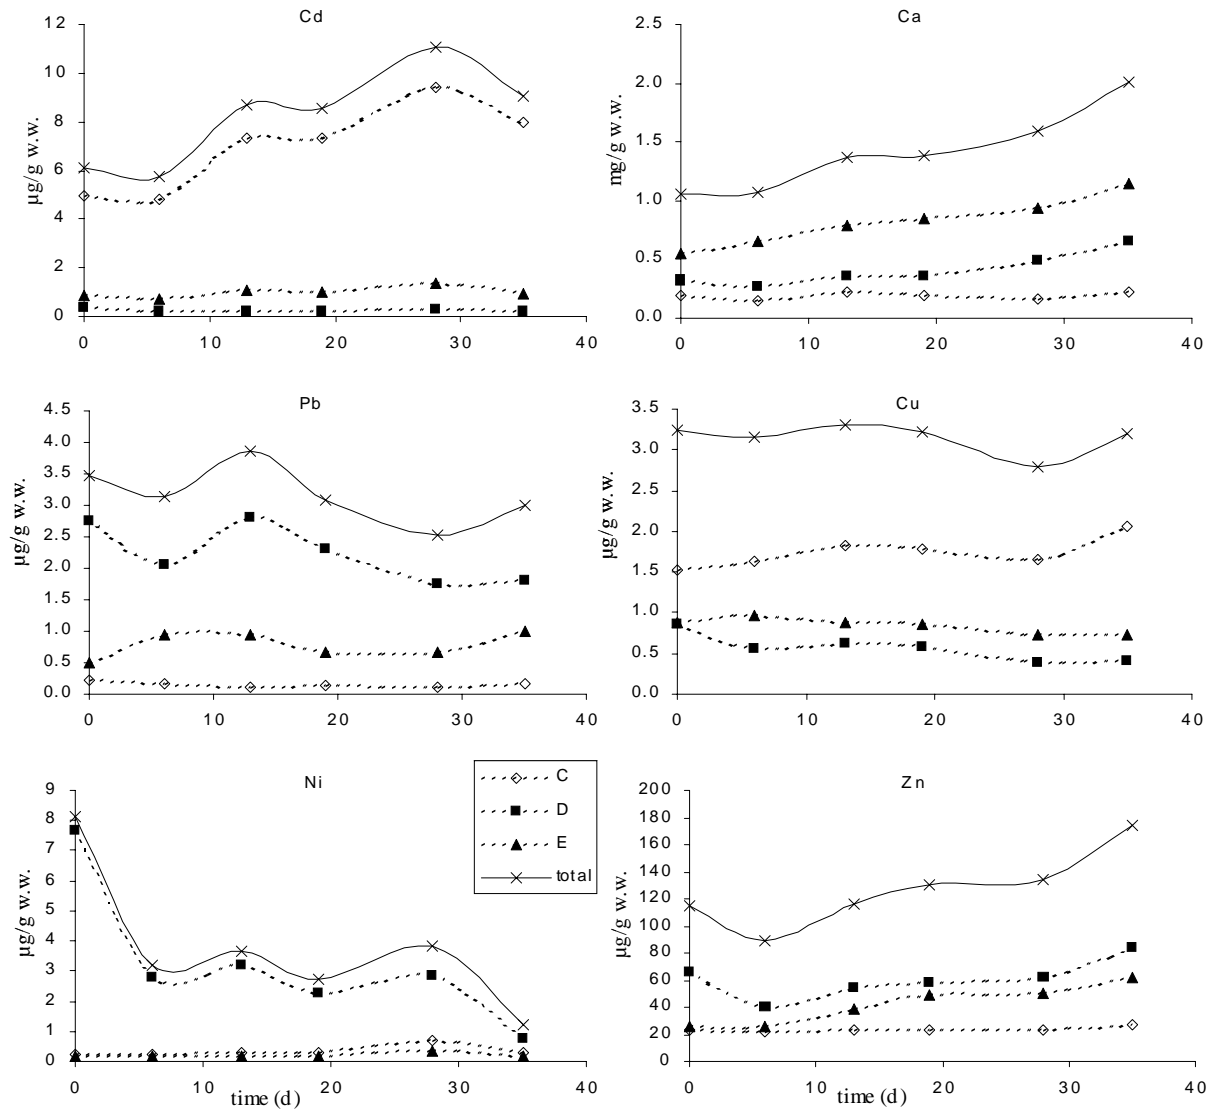 Cd
12
10
8
6
4
2
0
µg/g w.w.
0 10 20 30 40
Ca
2.5
2.0
1.5
1.0
0.5
0.0
mg/g w.w.
0 10 20 30 40
Pb
4.5
4.0
3.5
3.0
2.5
2.0
1.5
1.0
0.5
0.0
µg/g w.w.
0 10 20 30 40
Cu
3.5
3.0
2.5
2.0
1.5
1.0
0.5
0.0
µg/g w.w.
0 10 20 30 40
Ni
9
8
7
6
5
4
3
2
1
0
µg/g w.w.
0 10 20 30 40
time (d)
C
D
E
total
Zn
200
180
160
140
120
100
80
60
40
20
0
µg/g w.w.
0 10 20 30 40
time (d)